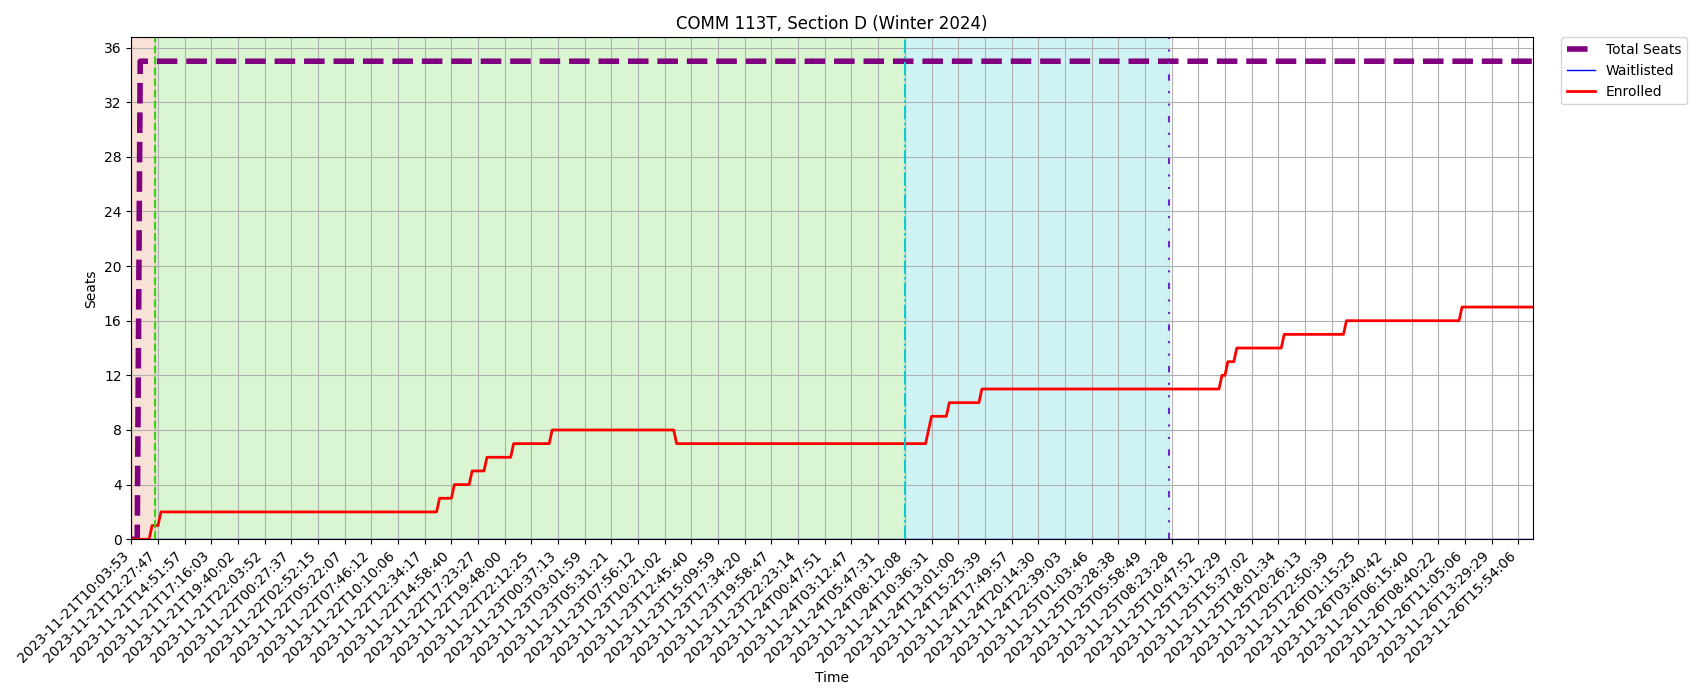 COMM 113T, Section D (Winter 2024)
Total Seats
Waitlisted
Enrolled
Seats
36
32
28
24
20
16
12
8
4
0
2023-11-21T10:03:53
2023-11-21T12:27:47
2023-11-21T14:51:57
2023-11-21T17:16:03
2023-11-21T19:40:02
2023-11-21T22:03:52
2023-11-22T00:27:37
2023-11-22T02:52:15
2023-11-22T05:22:07
2023-11-22T07:46:12
2023-11-22T10:10:06
2023-11-22T12:34:17
2023-11-22T14:58:40
2023-11-22T17:23:27
2023-11-22T19:48:00
2023-11-22T22:12:25
2023-11-23T00:37:13
2023-11-23T03:01:59
2023-11-23T05:31:21
2023-11-23T07:56:12
2023-11-23T10:21:02
2023-11-23T12:45:40
2023-11-23T15:09:59
2023-11-23T17:34:20
2023-11-23T19:58:47
2023-11-23T22:23:14
2023-11-24T00:47:51
2023-11-24T03:12:47
2023-11-24T05:47:31
2023-11-24T08:12:08
2023-11-24T10:36:31
2023-11-24T13:01:00
2023-11-24T15:25:39
2023-11-24T17:49:57
2023-11-24T20:14:30
2023-11-24T22:39:03
2023-11-25T01:03:46
2023-11-25T03:28:38
2023-11-25T05:58:49
2023-11-25T08:23:28
2023-11-25T10:47:52
2023-11-25T13:12:29
2023-11-25T15:37:02
2023-11-25T18:01:34
2023-11-25T20:26:13
2023-11-25T22:50:39
2023-11-26T01:15:25
2023-11-26T03:40:42
2023-11-26T06:15:40
2023-11-26T08:40:22
2023-11-26T11:05:06
2023-11-26T13:29:29
2023-11-26T15:54:06
Time